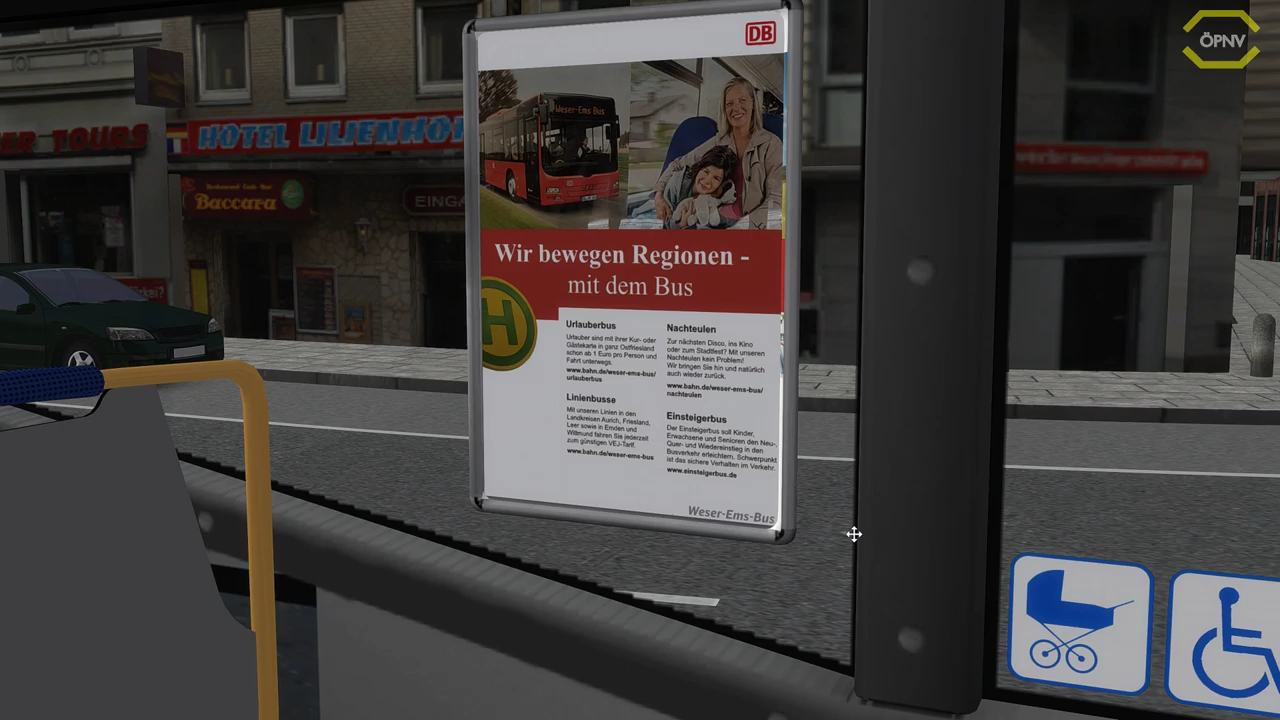 ÖPNV
DB
Weser-Ems Bus
TOURS
HOTEL LILIENHOF
Restaurant Cafe-Bar
Baccara
EINGA
Wir bewegen Regionen -
mit dem Bus
H
Urlauberbus
Urlauber sind mit ihrer Kur- oder
Gästekarte in ganz Ostfriesland
schon ab 1 Euro pro Person und
Fahrt unterwegs.
www.bahn.de/weser-ems-bus/
urlauberbus
Linienbusse
Mit unseren Linien in den
Landkreisen Aurich, Friesland,
Leer sowie in Emden und
Wittmund fahren Sie jederzeit
zum günstigen VEJ-Tarif.
www.bahn.de/weser-ems-bus
Nachteulen
Zur nächsten Disco, ins Kino
oder zum Stadtfest? Mit unseren
Nachteulen kein Problem!
Wir bringen Sie hin und natürlich
auch wieder zurück.
www.bahn.de/weser-ems-bus/
nachteulen
Einsteigerbus
Der Einsteigerbus soll Kinder,
Erwachsene und Senioren den Neu-,
Quer- und Wiedereinstieg in den
Busverkehr erleichtern. Schwerpunkt
ist das sichere Verhalten im Verkehr.
www.einsteigerbus.de
Weser-Ems-Bus